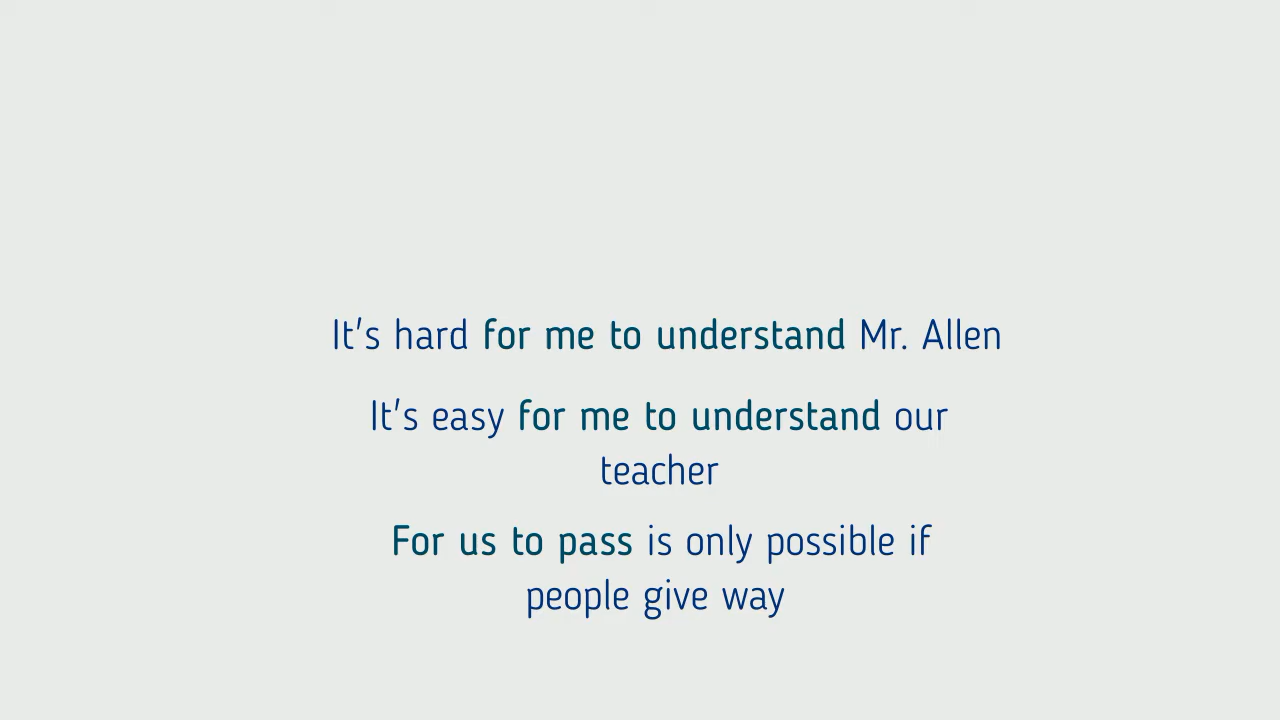 It's hard for me to understand Mr. Allen
It's easy for me to understand our
teacher
For us to pass is only possible if
people give way